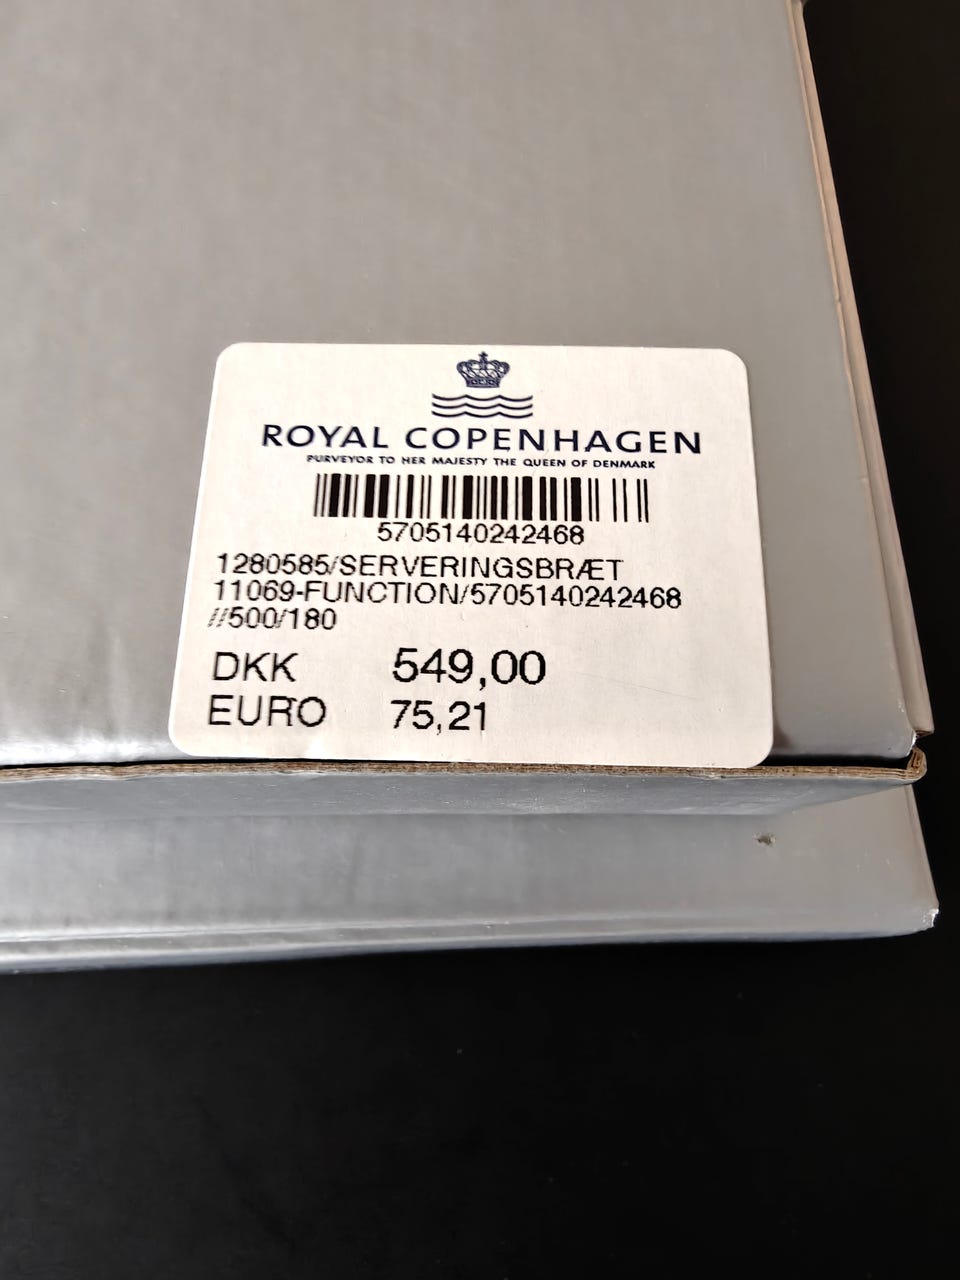 ROYAL COPENHAGEN
PURVEYOR TO HER MAJESTY THE QUEEN OF DENMARK
5705140242468
1280585/SERVERINGSBRÆT
11069-FUNCTION/5705140242468
//500/180
DKK 549,00
EURO 75,21